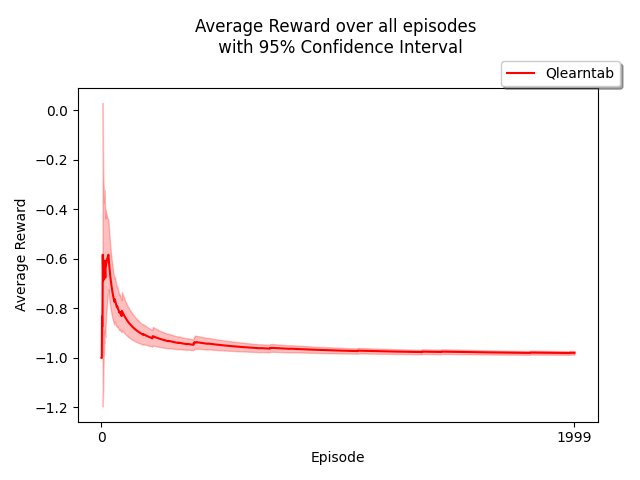 Average Reward over all episodes
with 95% Confidence Interval
Qlearntab
0.0
−0.2
−0.4
−0.6
−0.8
−1.0
−1.2
Average Reward
0
1999
Episode